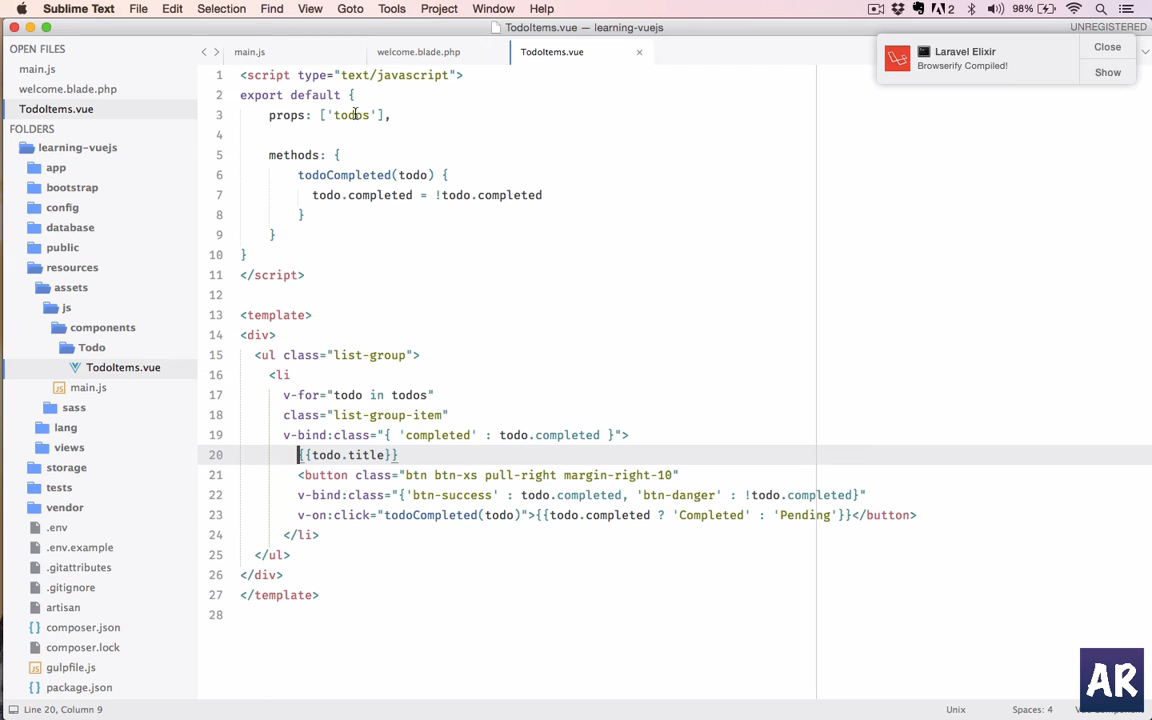 Sublime Text File Edit Selection Find View Goto Tools Project Window Help 2 98%
TodoItems.vue — learning-vuejs UNREGISTERED
OPEN FILES
main.js
welcome.blade.php
TodoItems.vue
FOLDERS
learning-vuejs
app
bootstrap
config
database
public
resources
assets
js
components
Todo
TodoItems.vue
main.js
sass
lang
views
storage
tests
vendor
.env
.env.example
.gitattributes
.gitignore
artisan
composer.json
composer.lock
gulpfile.js
package.json
main.js welcome.blade.php TodoItems.vue ×
Laravel Elixir
Browserify Compiled!
Close
Show
1 <script type="text/javascript">
2 export default {
3 props: ['todos'],
4
5 methods: {
6 todoCompleted(todo) {
7 todo.completed = !todo.completed
8 }
9 }
10 }
11 </script>
12
13 <template>
14 <div>
15 <ul class="list-group">
16 <li
17 v-for="todo in todos"
18 class="list-group-item"
19 v-bind:class="{ 'completed' : todo.completed }">
20 {{todo.title}}
21 <button class="btn btn-xs pull-right margin-right-10"
22 v-bind:class="{'btn-success' : todo.completed, 'btn-danger' : !todo.completed}"
23 v-on:click="todoCompleted(todo)">{{todo.completed ? 'Completed' : 'Pending'}}</button>
24 </li>
25 </ul>
26 </div>
27 </template>
28
AR
Line 20, Column 9 Unix Spaces: 4